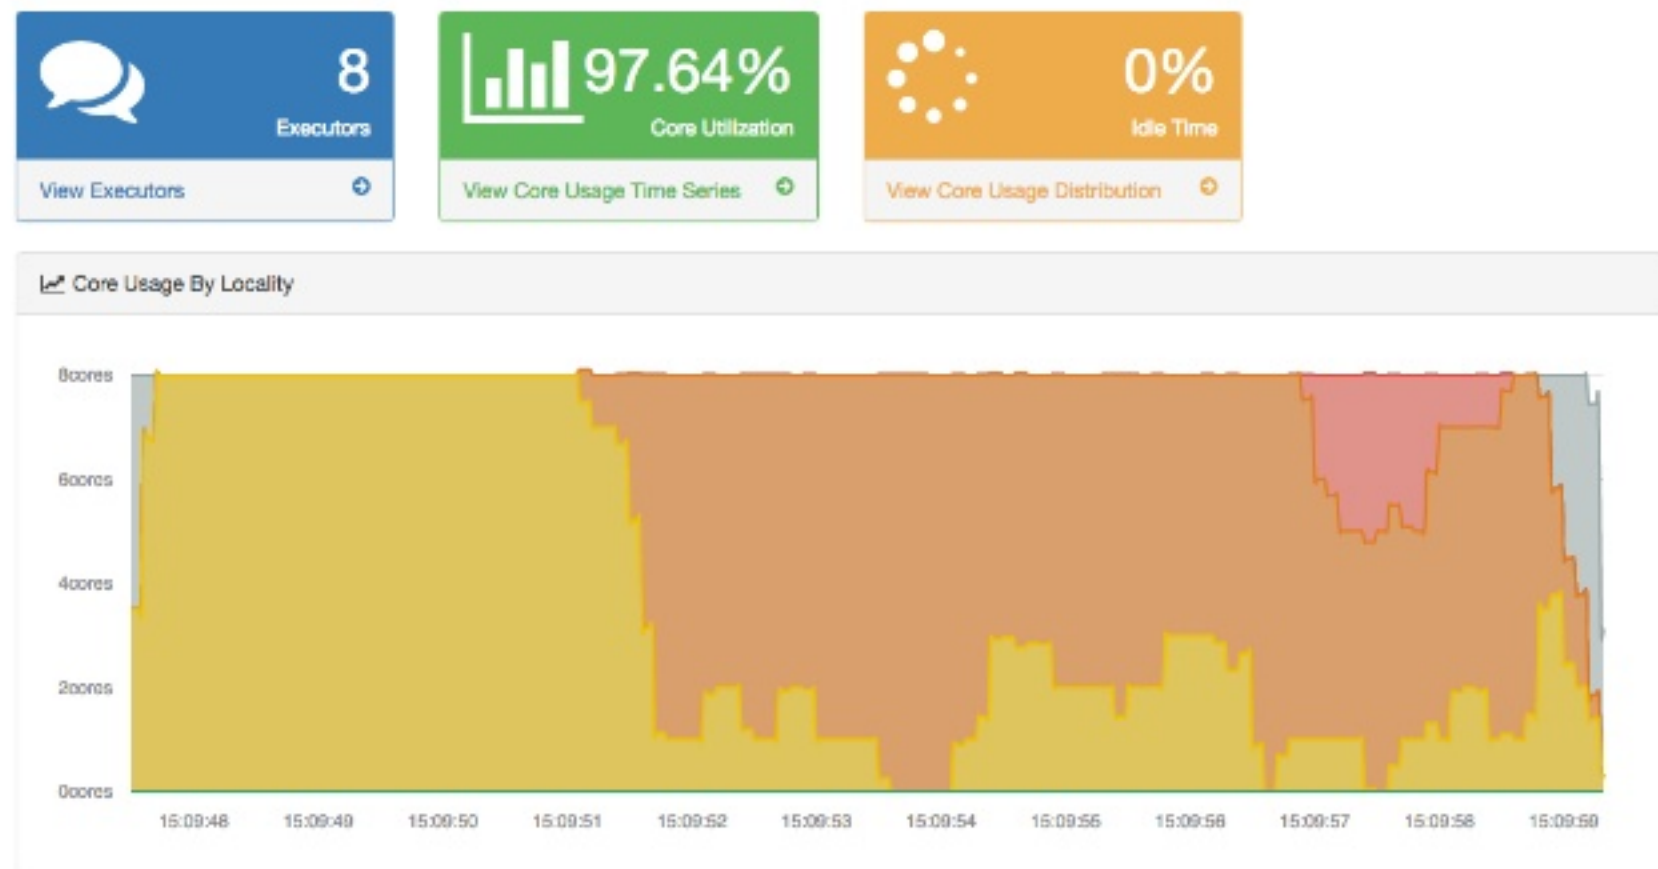 8
Executors
View Executors
97.64%
Core Utilization
View Core Usage Time Series
0%
Idle Time
View Core Usage Distribution
Core Usage By Locality
8cores
6cores
4cores
2cores
0cores
15:09:48
15:09:49
15:09:50
15:09:51
15:09:52
15:09:53
15:09:54
15:09:55
15:09:56
15:09:57
15:09:58
15:09:59